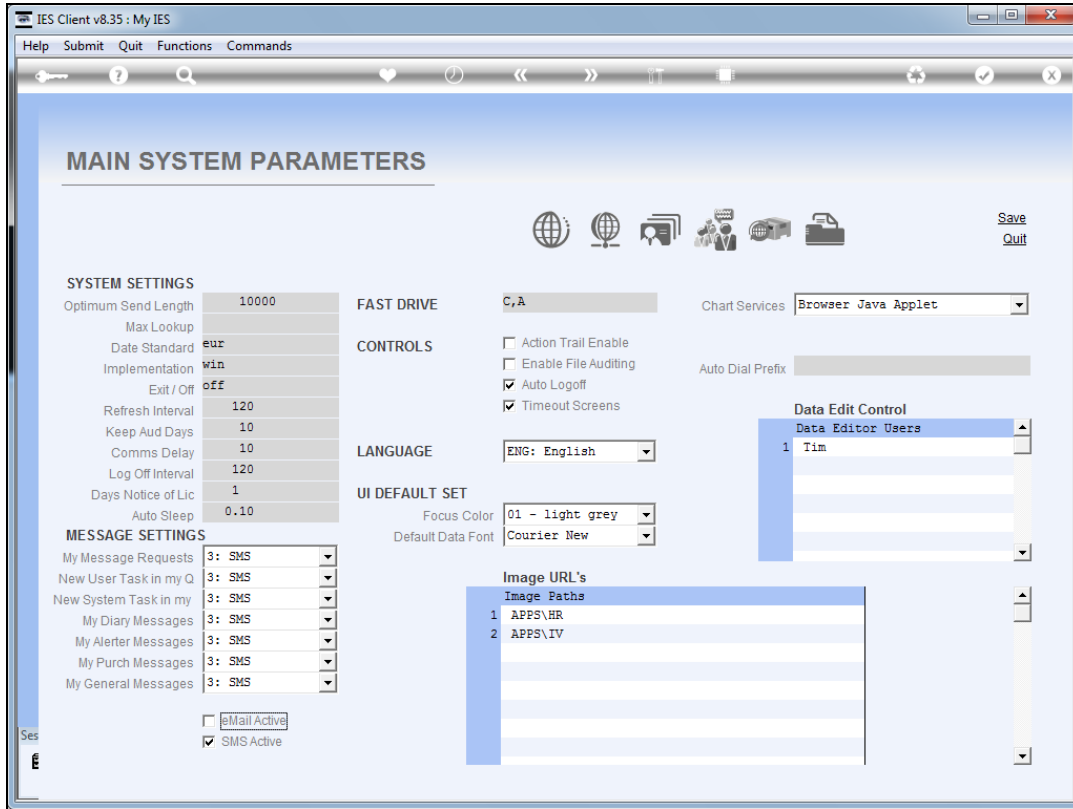 IES Client v8.35 : My IES
Help Submit Quit Functions Commands
MAIN SYSTEM PARAMETERS
Save
Quit
SYSTEM SETTINGS
Optimum Send Length 10000
Max Lookup
Date Standard eur
Implementation win
Exit / Off off
Refresh Interval 120
Keep Aud Days 10
Comms Delay 10
Log Off Interval 120
Days Notice of Lic 1
Auto Sleep 0.10
MESSAGE SETTINGS
My Message Requests 3: SMS
New User Task in my Q 3: SMS
New System Task in my 3: SMS
My Diary Messages 3: SMS
My Alerter Messages 3: SMS
My Purch Messages 3: SMS
My General Messages 3: SMS
eMail Active
SMS Active
FAST DRIVE C,A
CONTROLS Action Trail Enable
Enable File Auditing
Auto Logoff
Timeout Screens
LANGUAGE ENG: English
UI DEFAULT SET
Focus Color 01 - light grey
Default Data Font Courier New
Chart Services Browser Java Applet
Auto Dial Prefix
Data Edit Control
Data Editor Users
1 Tim
Image URL's
Image Paths
1 APPS\HR
2 APPS\IV
Ses